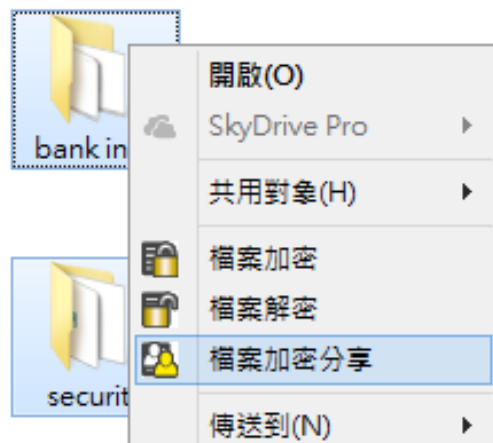 開啟(O)
SkyDrive Pro
bank in
共用對象(H)
檔案加密
檔案解密
檔案加密分享
securit
傳送到(N)